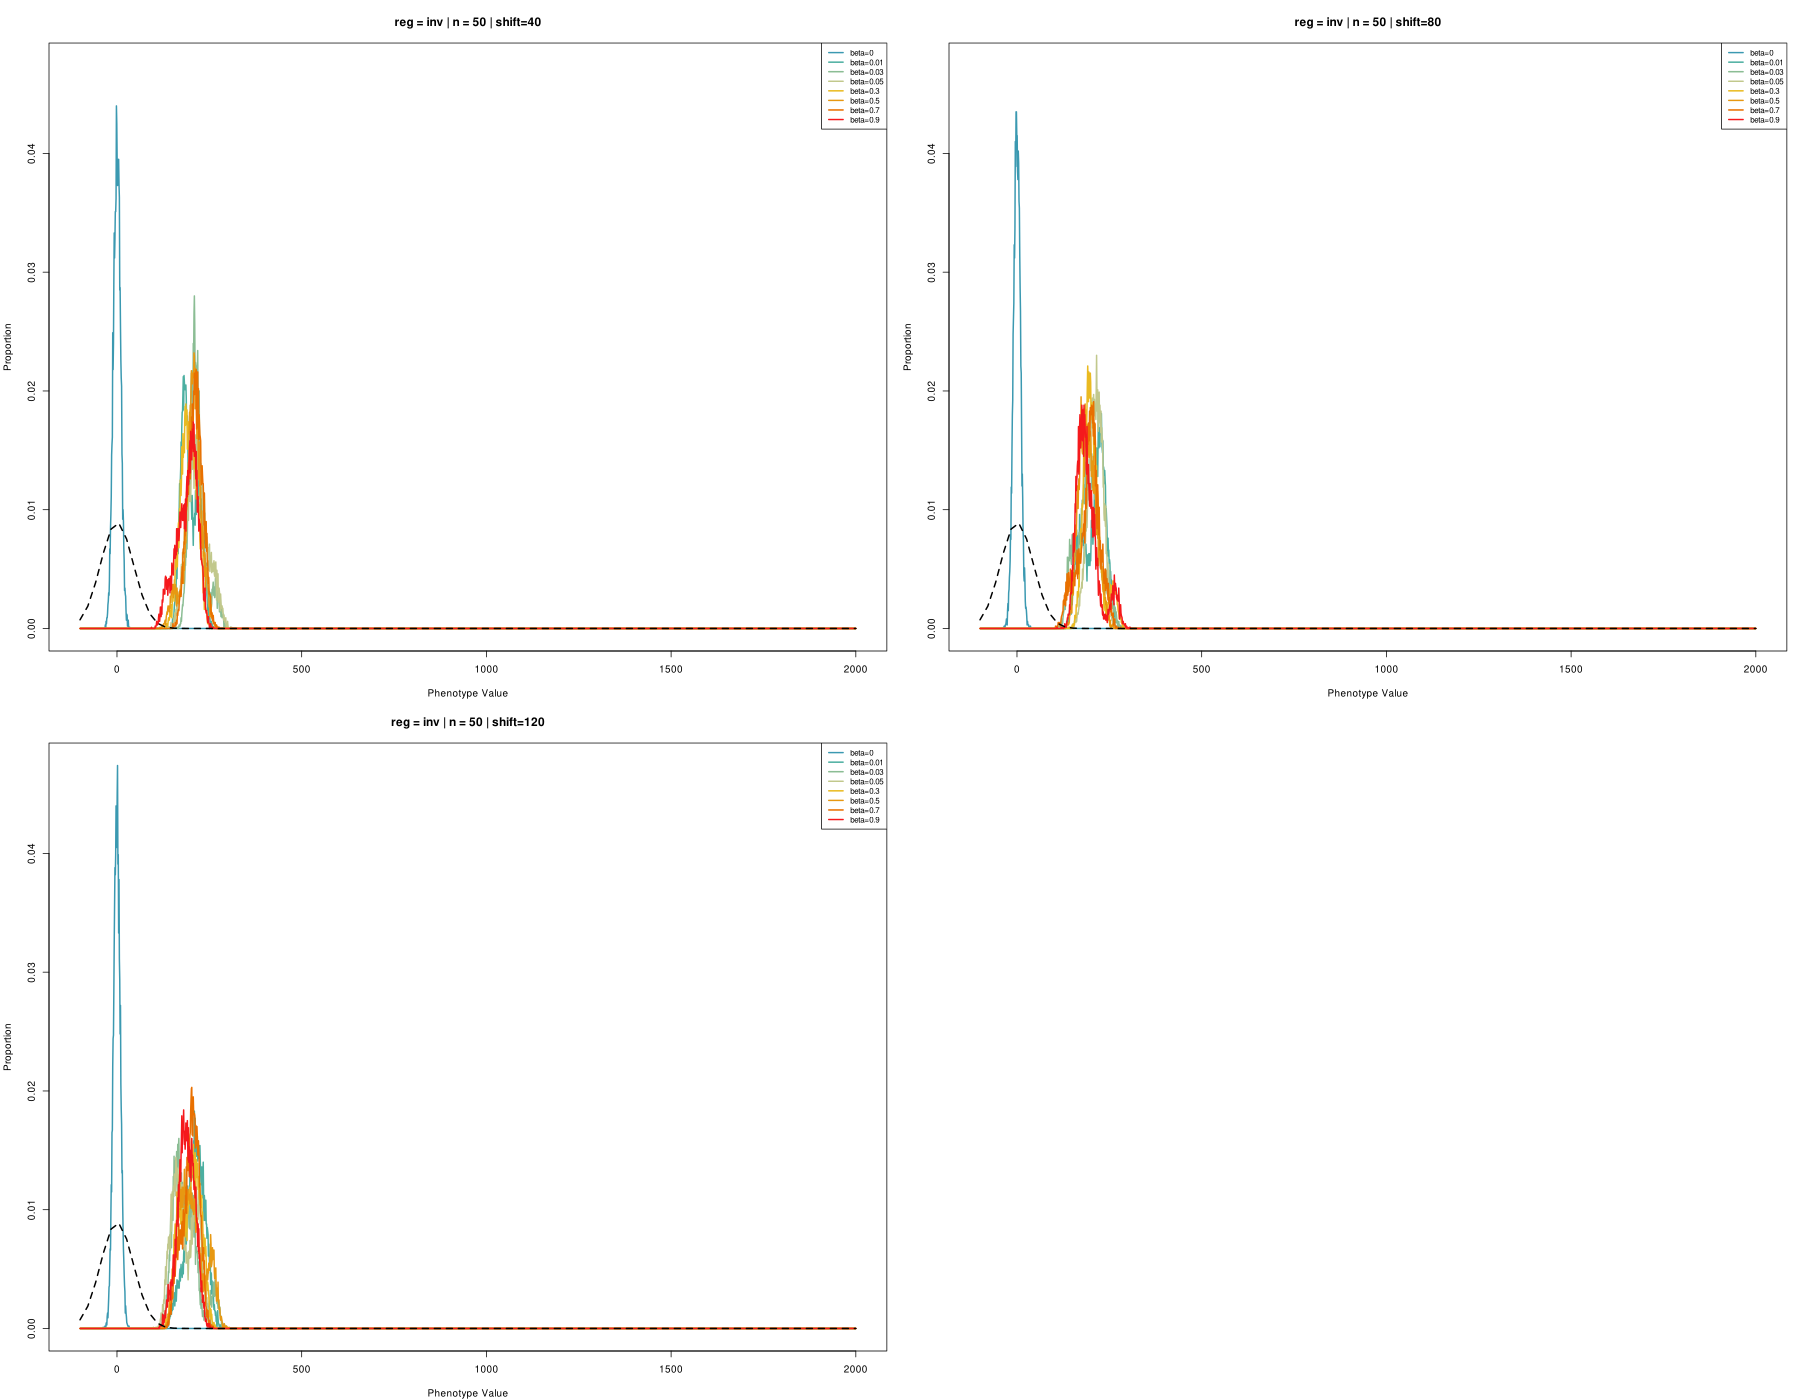 reg = inv | n = 50 | shift=40
beta=0
beta=0.01
beta=0.03
beta=0.05
beta=0.3
beta=0.5
beta=0.7
beta=0.9
Proportion
0.04
0.03
0.02
0.01
0.00
0 500 1000 1500 2000
Phenotype Value
reg = inv | n = 50 | shift=80
beta=0
beta=0.01
beta=0.03
beta=0.05
beta=0.3
beta=0.5
beta=0.7
beta=0.9
Proportion
0.04
0.03
0.02
0.01
0.00
0 500 1000 1500 2000
Phenotype Value
reg = inv | n = 50 | shift=120
beta=0
beta=0.01
beta=0.03
beta=0.05
beta=0.3
beta=0.5
beta=0.7
beta=0.9
Proportion
0.04
0.03
0.02
0.01
0.00
0 500 1000 1500 2000
Phenotype Value